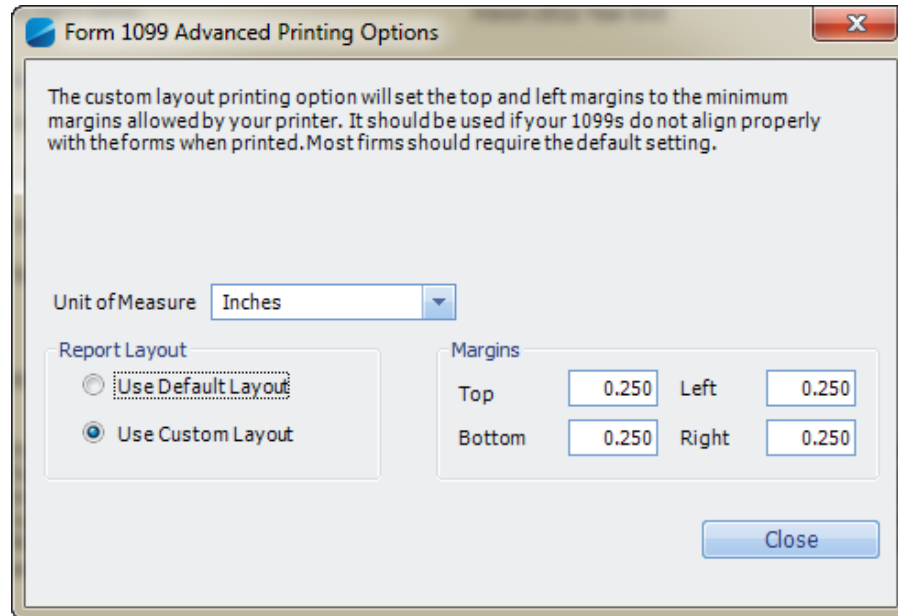 Form 1099 Advanced Printing Options
The custom layout printing option will set the top and left margins to the minimum
margins allowed by your printer. It should be used if your 1099s do not align properly
with the forms when printed. Most firms should require the default setting.
Unit of Measure Inches
Report Layout
Use Default Layout
Use Custom Layout
Margins
Top 0.250 Left 0.250
Bottom 0.250 Right 0.250
Close